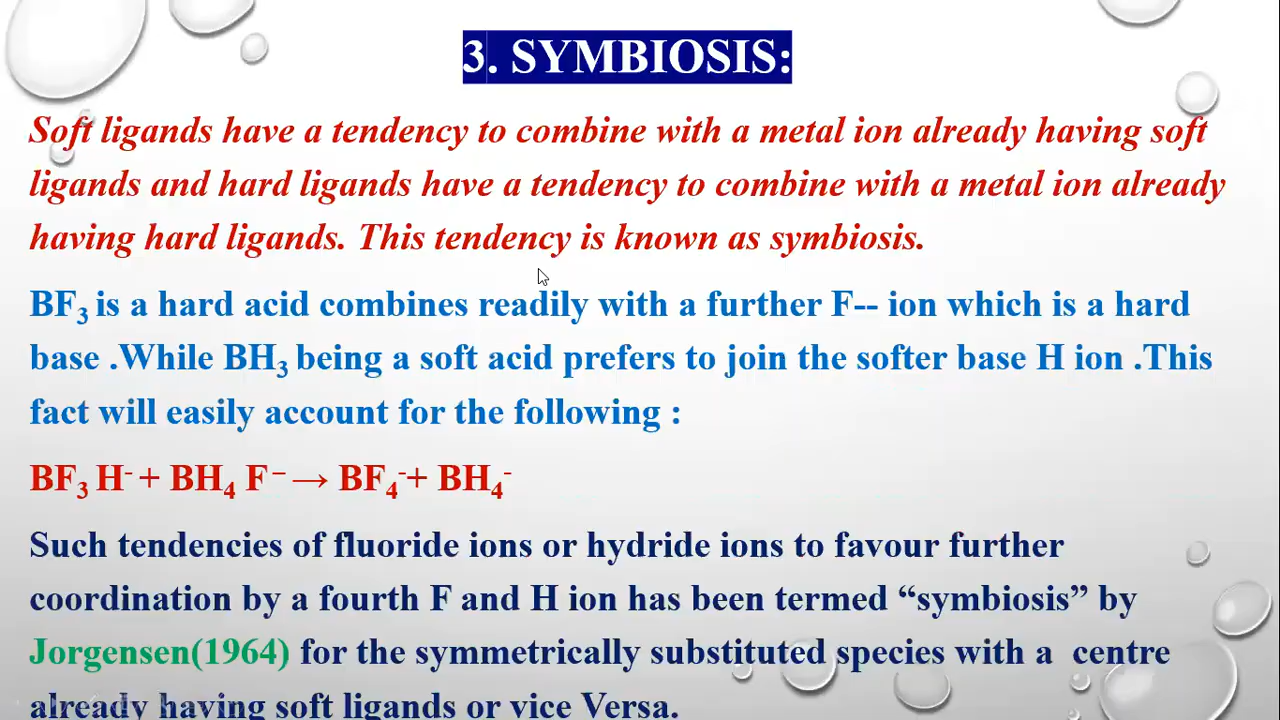 3. SYMBIOSIS:
Soft ligands have a tendency to combine with a metal ion already having soft
ligands and hard ligands have a tendency to combine with a metal ion already
having hard ligands. This tendency is known as symbiosis.
BF₃ is a hard acid combines readily with a further F-- ion which is a hard
base .While BH₃ being a soft acid prefers to join the softer base H ion .This
fact will easily account for the following :
BF₃ H⁻ + BH₄ F⁻ → BF₄⁻+ BH₄⁻
Such tendencies of fluoride ions or hydride ions to favour further
coordination by a fourth F and H ion has been termed “symbiosis” by
Jorgensen(1964) for the symmetrically substituted species with a centre
already having soft ligands or vice Versa.